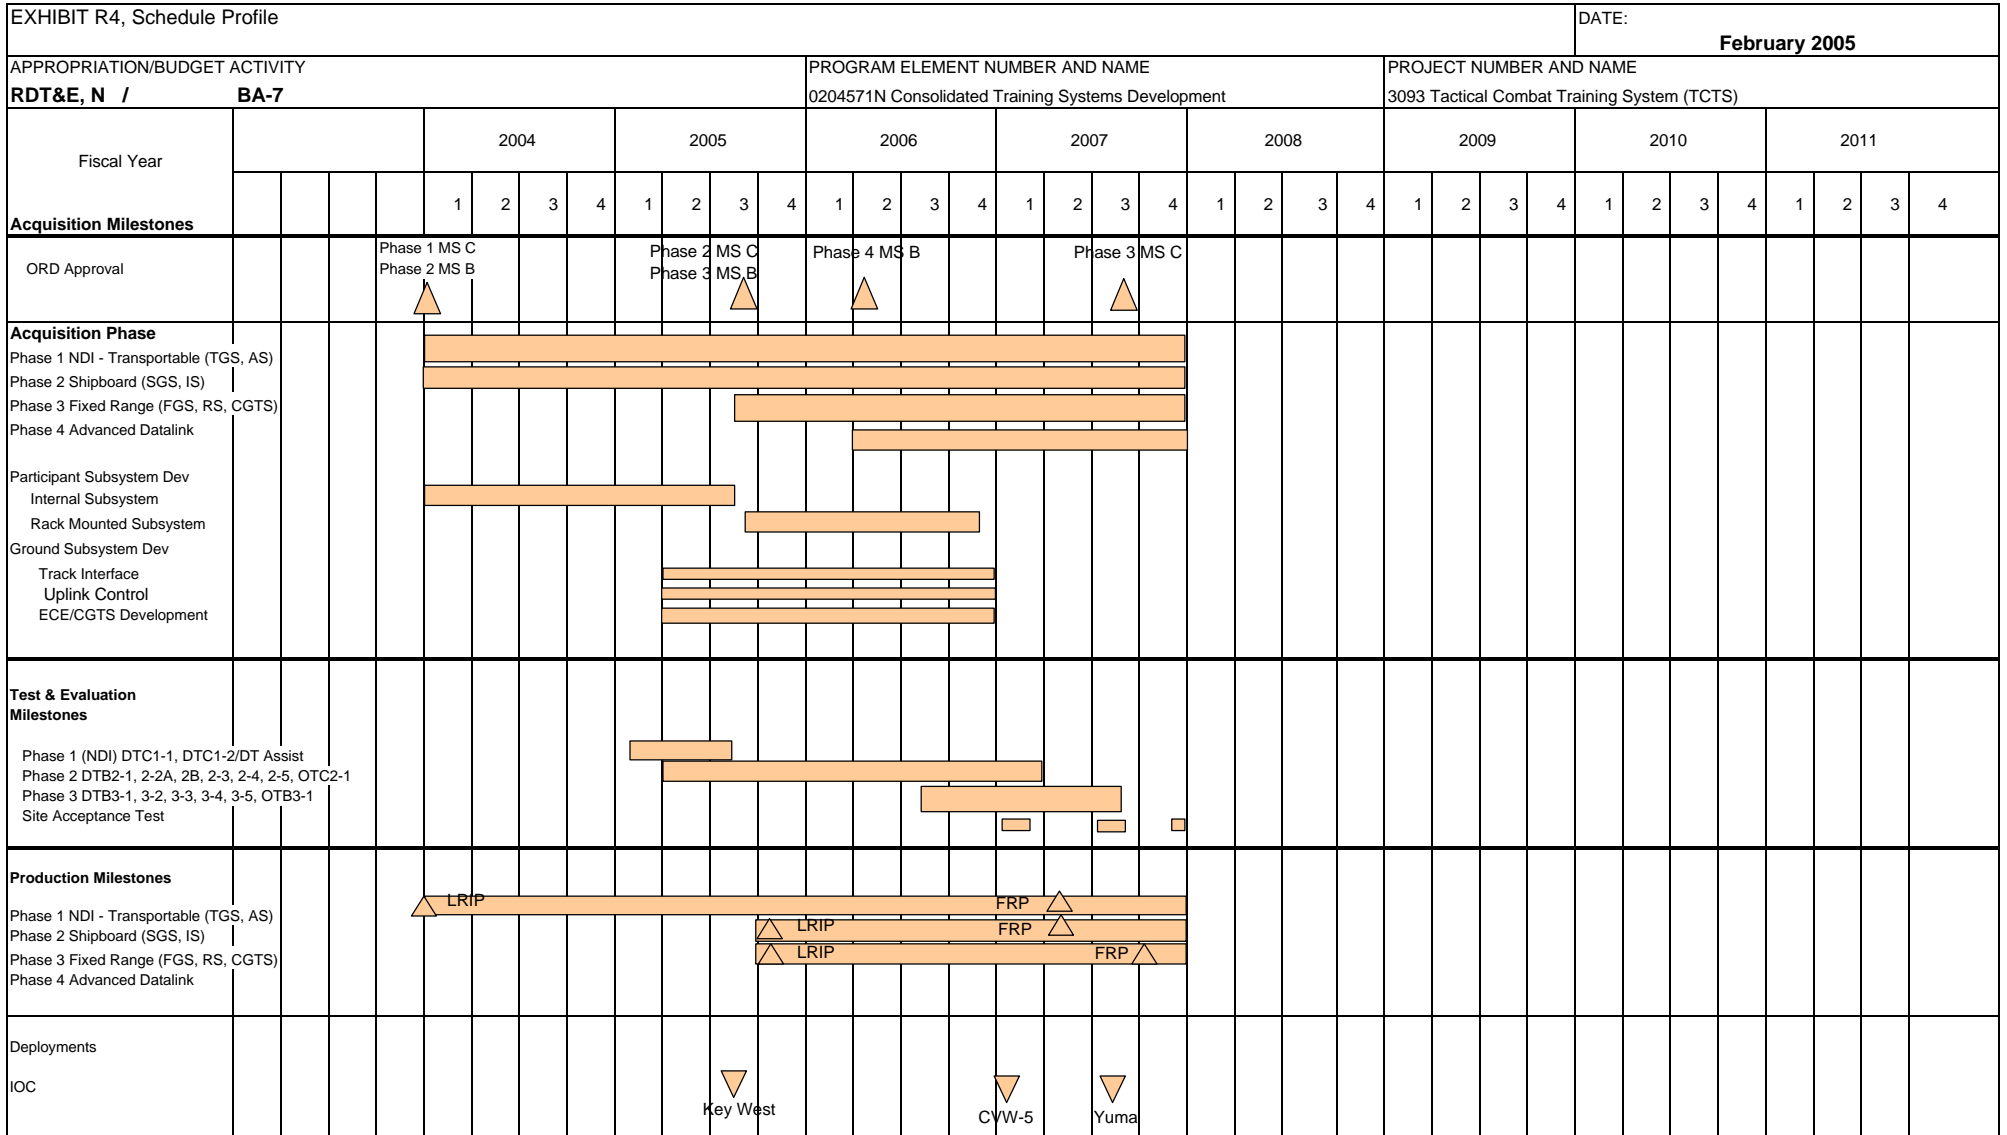 EXHIBIT R4, Schedule Profile
DATE:
February 2005
APPROPRIATION/BUDGET ACTIVITY
PROGRAM ELEMENT NUMBER AND NAME
PROJECT NUMBER AND NAME
RDT&E, N / BA-7
0204571N Consolidated Training Systems Development
3093 Tactical Combat Training System (TCTS)
Fiscal Year
2004 2005 2006 2007 2008 2009 2010 2011
1 2 3 4 1 2 3 4 1 2 3 4 1 2 3 4 1 2 3 4 1 2 3 4 1 2 3 4 1 2 3 4
Acquisition Milestones
ORD Approval
Phase 1 MS C
Phase 2 MS B
Phase 2 MS C
Phase 3 MS B
Phase 4 MS B
Phase 3 MS C
Acquisition Phase
Phase 1 NDI - Transportable (TGS, AS)
Phase 2 Shipboard (SGS, IS)
Phase 3 Fixed Range (FGS, RS, CGTS)
Phase 4 Advanced Datalink
Participant Subsystem Dev
Internal Subsystem
Rack Mounted Subsystem
Ground Subsystem Dev
Track Interface
Uplink Control
ECE/CGTS Development
Test & Evaluation
Milestones
Phase 1 (NDI) DTC1-1, DTC1-2/DT Assist
Phase 2 DTB2-1, 2-2A, 2B, 2-3, 2-4, 2-5, OTC2-1
Phase 3 DTB3-1, 3-2, 3-3, 3-4, 3-5, OTB3-1
Site Acceptance Test
Production Milestones
Phase 1 NDI - Transportable (TGS, AS)
LRIP FRP
Phase 2 Shipboard (SGS, IS)
LRIP FRP
Phase 3 Fixed Range (FGS, RS, CGTS)
LRIP FRP
Phase 4 Advanced Datalink
Deployments
IOC
Key West
CVW-5
Yuma